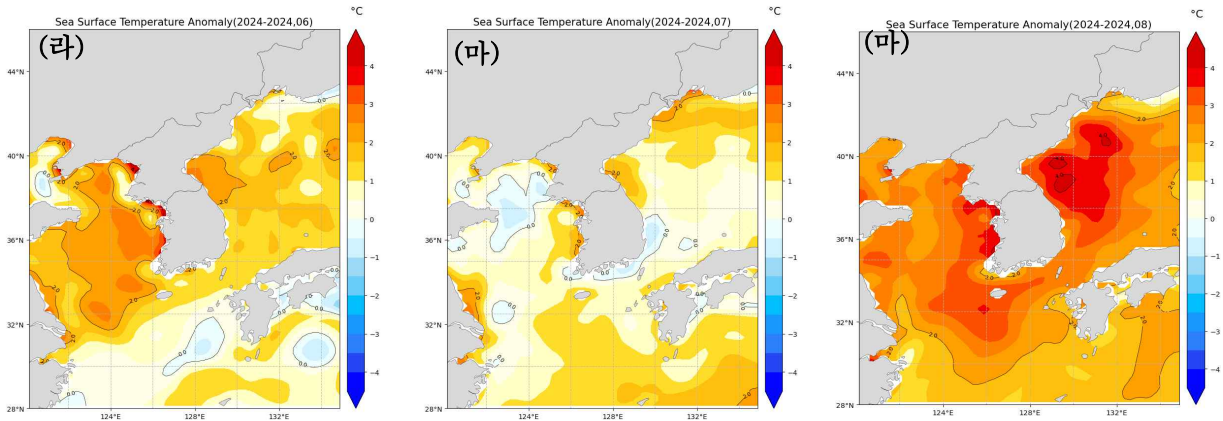 °C
Sea Surface Temperature Anomaly(2024-2024,06)
(라)
44°N
40°N
36°N
32°N
28°N
124°E
132°E
4
3
2
1
0
−1
−2
−3
−4
°C
Sea Surface Temperature Anomaly(2024-2024,07)
(마)
44°N
40°N
36°N
32°N
28°N
124°E
132°E
4
3
2
1
0
−1
−2
−3
−4
°C
Sea Surface Temperature Anomaly(2024-2024,08)
(마)
44°N
40°N
36°N
32°N
28°N
124°E
132°E
4
3
2
1
0
−1
−2
−3
−4